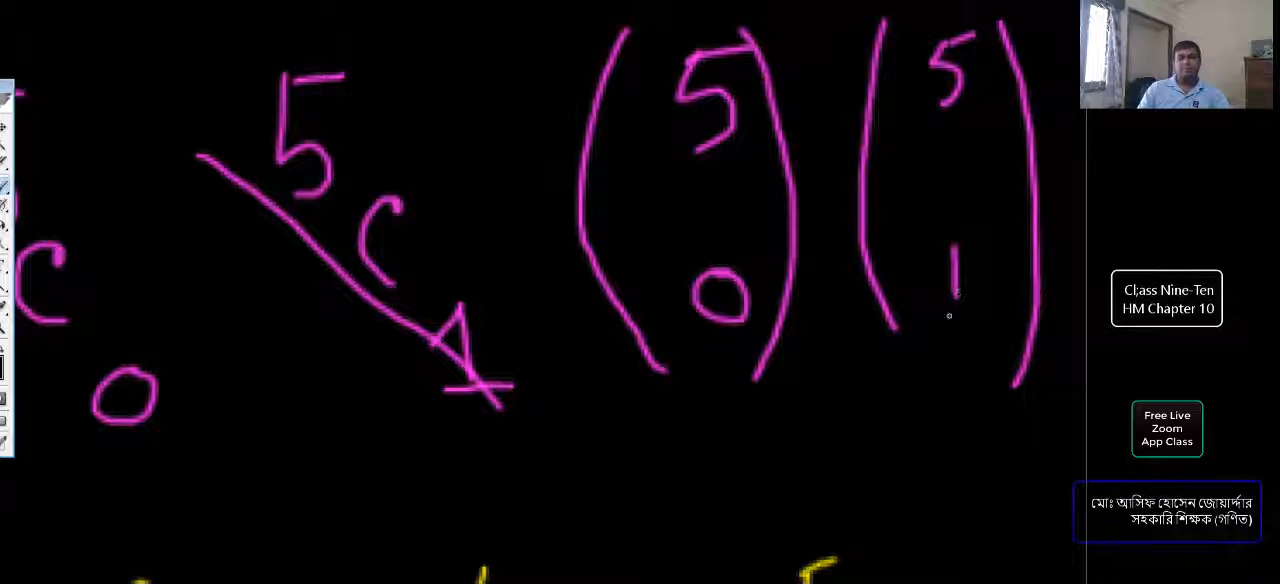 5
C
C
0
5
0
5
1
Cl;ass Nine-Ten
HM Chapter 10
Free Live
Zoom
App Class
মোঃ আসিফ হোসেন জোয়ার্দ্দার
সহকারি শিক্ষক (গণিত)